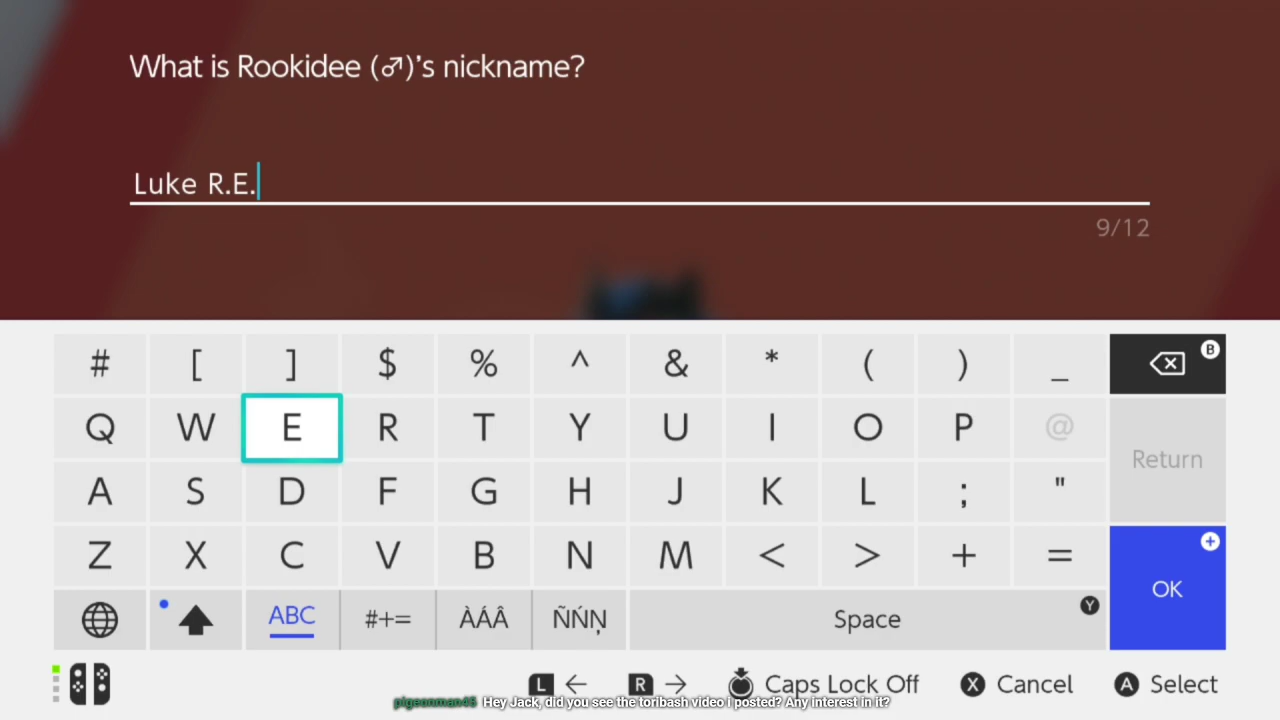 What is Rookidee (♂)'s nickname?
Luke R.E.
9/12
# [ ] $ % ^ & * ( ) _ B
Q W E R T Y U I O P @ Return
A S D F G H J K L ; "
Z X C V B N M < > + = +
OK
ABC #+= ÀÁÂ ÑŃŅ Space Y
L ← R → Caps Lock Off X Cancel A Select
pigeonman46 Hey Jack, did you see the toribash video i posted? Any interest in it?